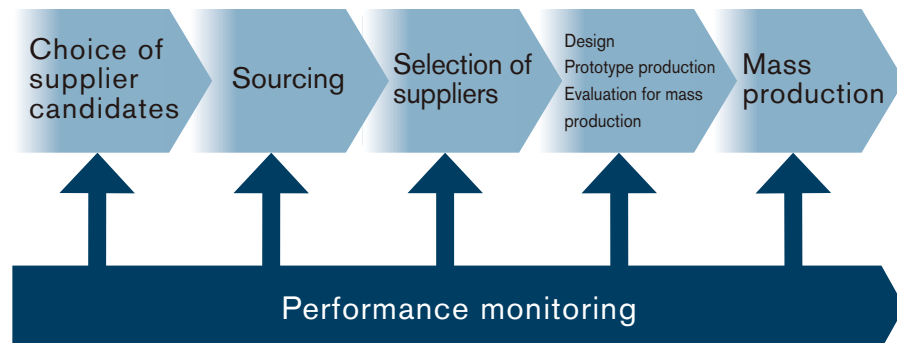 Choice of
supplier
candidates
Sourcing
Selection of
suppliers
Design
Prototype production
Evaluation for mass
production
Mass
production
Performance monitoring